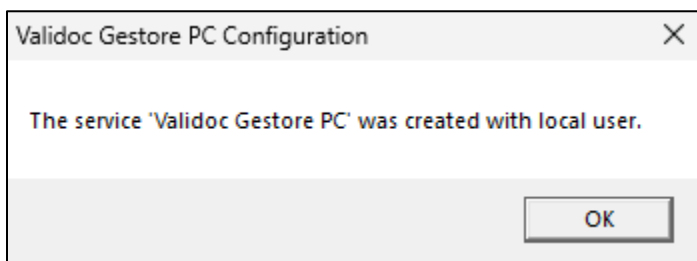 Validoc Gestore PC Configuration
The service 'Validoc Gestore PC' was created with local user.
OK